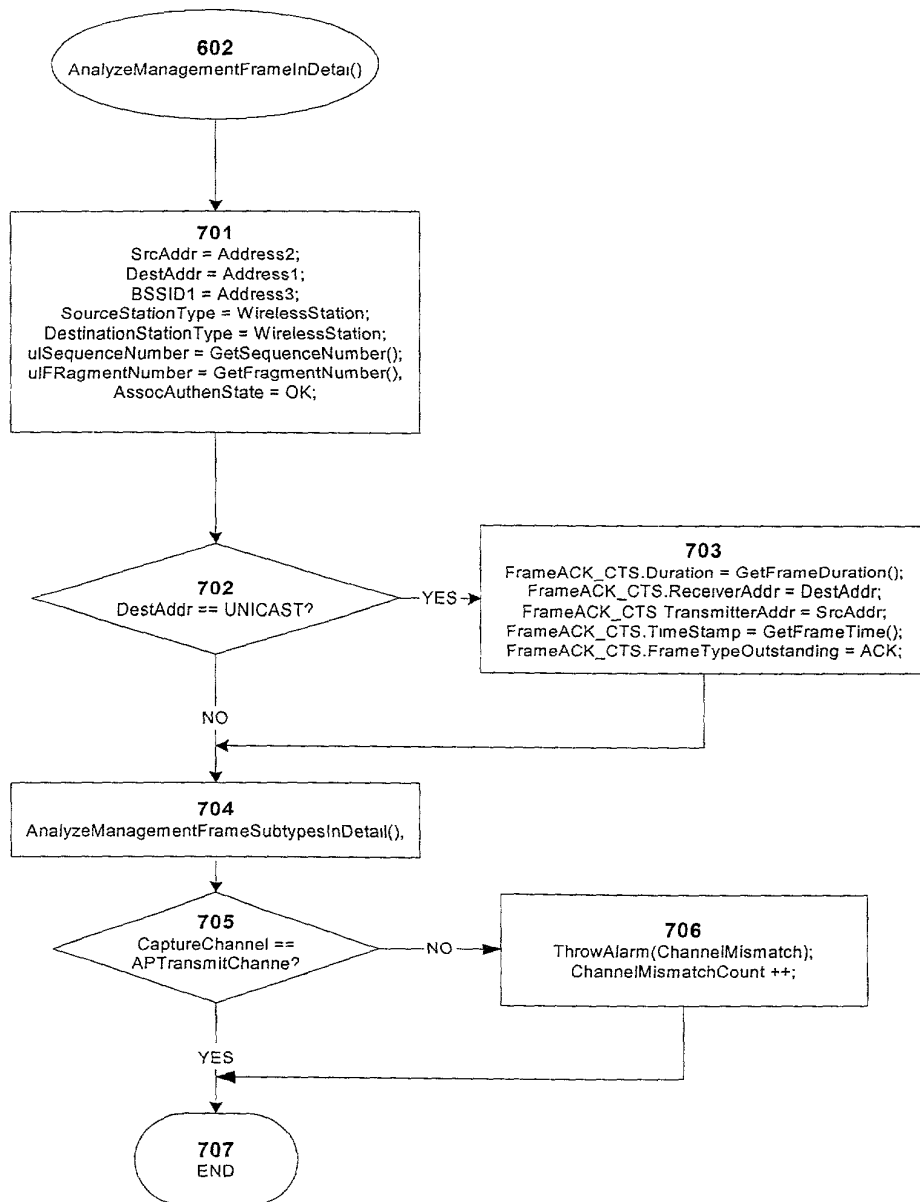 602
AnalyzeManagementFrameInDetail()
701
SrcAddr = Address2;
DestAddr = Address1;
BSSID1 = Address3;
SourceStationType = WirelessStation;
DestinationStationType = WirelessStation;
ulSequenceNumber = GetSequenceNumber();
ulFRagmentNumber = GetFragmentNumber(),
AssocAuthenState = OK;
702
DestAddr == UNICAST?
YES
703
FrameACK_CTS.Duration = GetFrameDuration();
FrameACK_CTS.ReceiverAddr = DestAddr;
FrameACK_CTS TransmitterAddr = SrcAddr;
FrameACK_CTS.TimeStamp = GetFrameTime();
FrameACK_CTS.FrameTypeOutstanding = ACK;
NO
704
AnalyzeManagementFrameSubtypesInDetail(),
705
CaptureChannel ==
APTransmitChanne?
NO
706
ThrowAlarm(ChannelMismatch);
ChannelMismatchCount ++;
YES
707
END